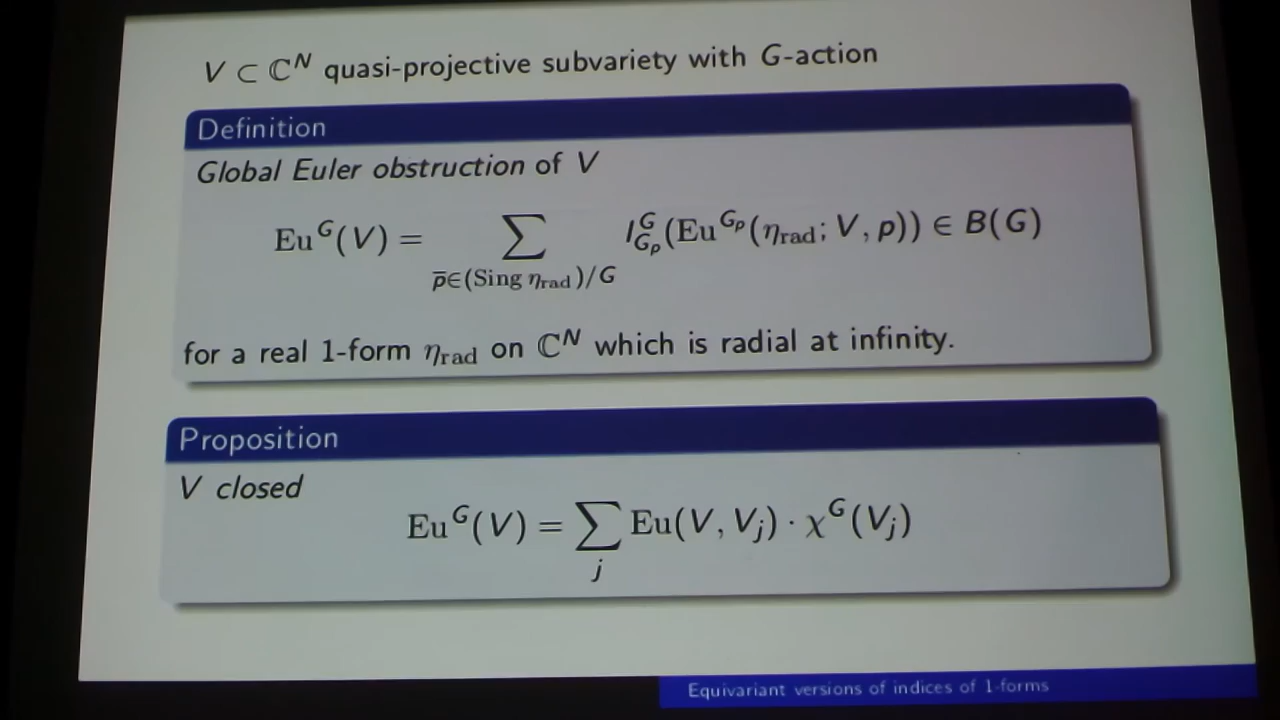 V ⊂ ℂᴺ quasi-projective subvariety with G-action
Definition
Global Euler obstruction of V
Eu^G(V) = ∑_{p̄∈(Sing η_rad)/G} I^G_{G_p}(Eu^{G_p}(η_rad; V, p)) ∈ B(G)
for a real 1-form η_rad on ℂᴺ which is radial at infinity.
Proposition
V closed
Eu^G(V) = ∑_j Eu(V, V_j) · χ^G(V_j)
Equivariant versions of indices of 1-forms